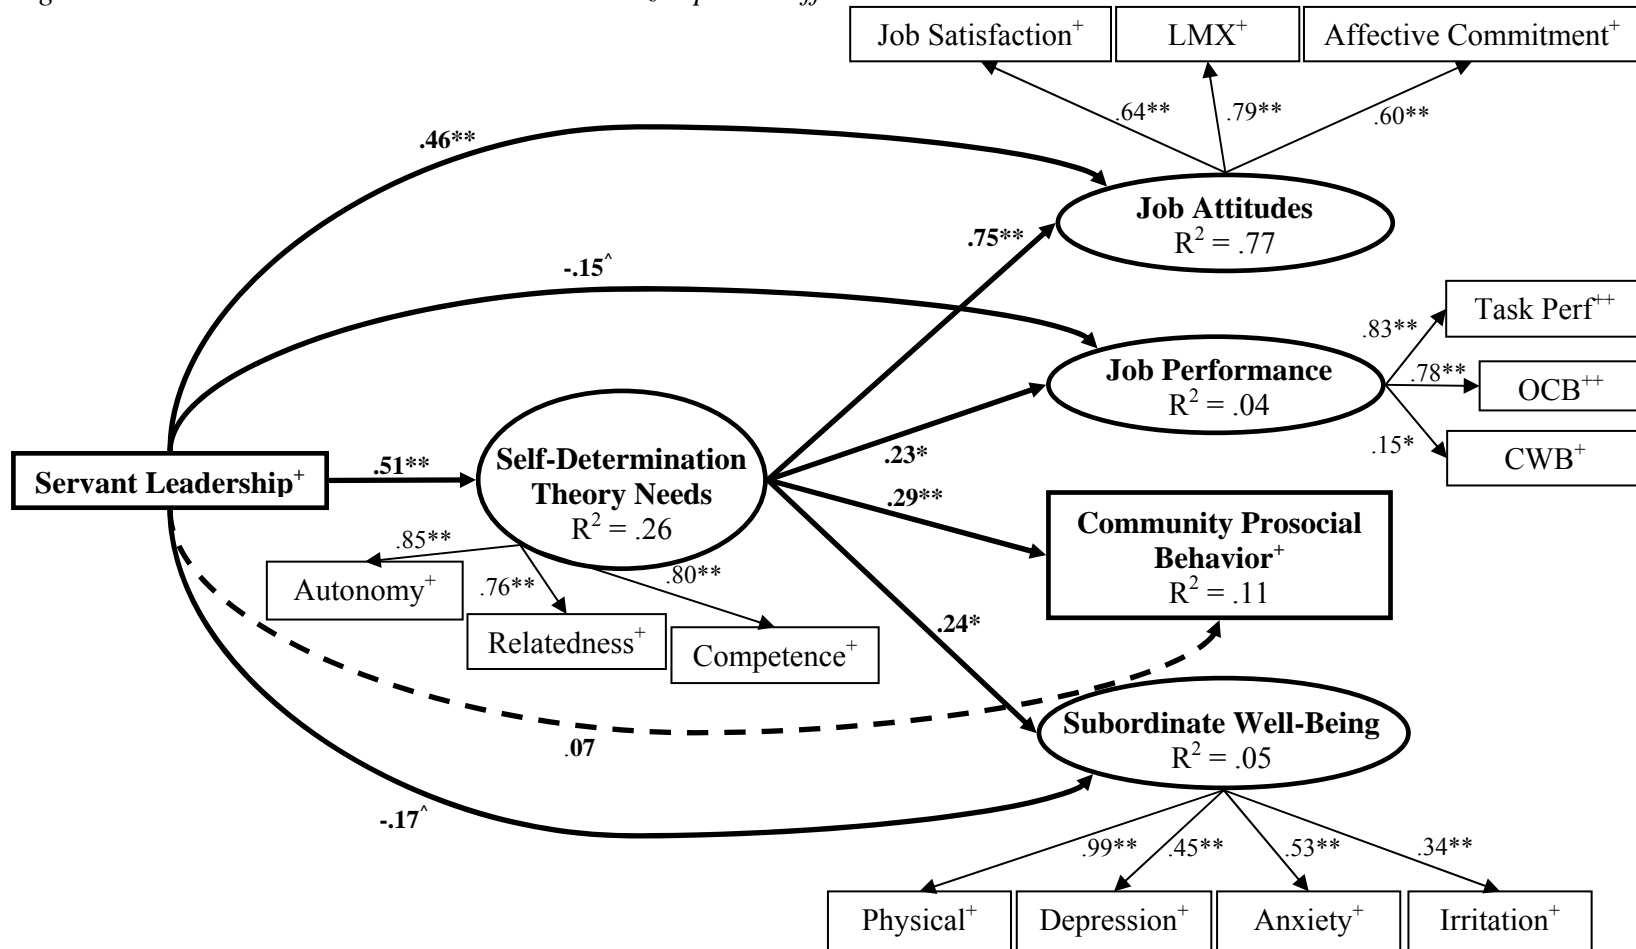 Job Satisfaction+
LMX+
Affective Commitment+
.64**
.79**
.60**
.46**
Job Attitudes
R2 = .77
.75**
-.15^
Task Perf++
.83**
Job Performance
R2 = .04
.78**
OCB++
.15*
CWB+
.23*
Servant Leadership+
.51**
Self-Determination
Theory Needs
R2 = .26
.29**
Community Prosocial
Behavior+
R2 = .11
.85**
Autonomy+
.76**
Relatedness+
.80**
Competence+
.24*
.07
Subordinate Well-Being
R2 = .05
-.17^
.99**
.45**
.53**
.34**
Physical+
Depression+
Anxiety+
Irritation+